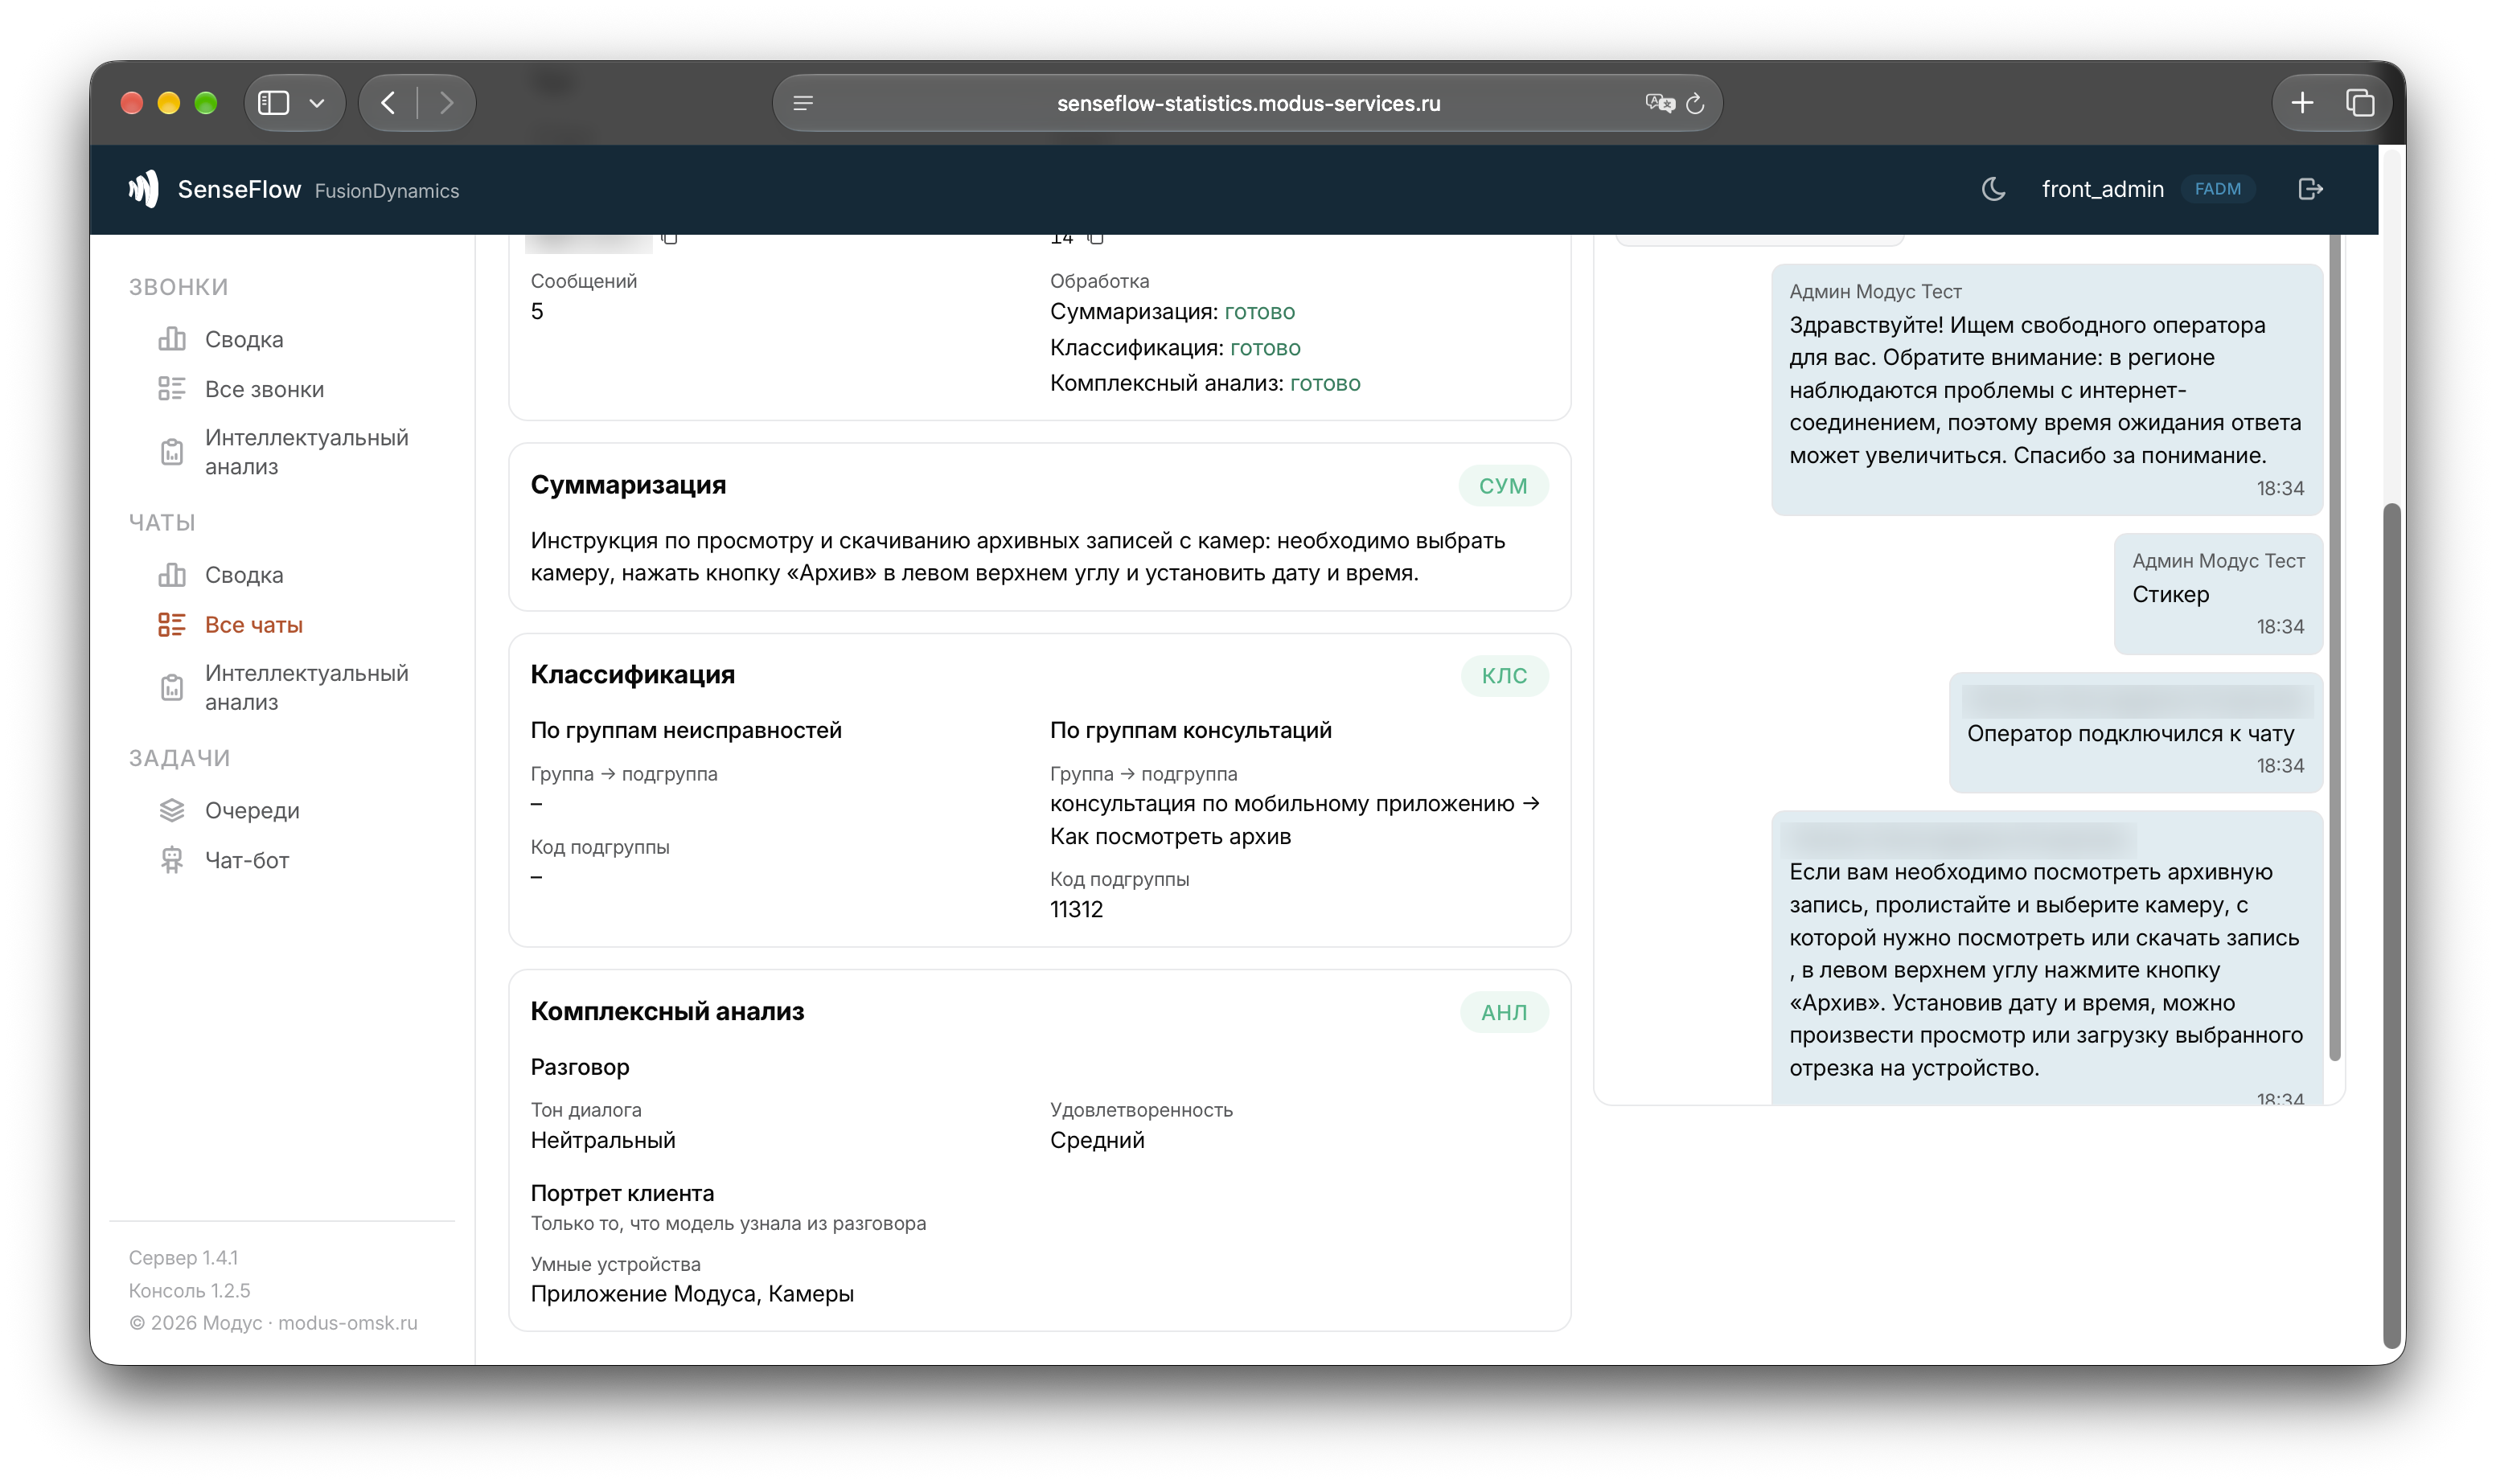 senseflow-statistics.modus-services.ru
SenseFlow FusionDynamics
front_admin FADM
ЗВОНКИ
Сводка
Все звонки
Интеллектуальный
анализ
ЧАТЫ
Сводка
Все чаты
Интеллектуальный
анализ
ЗАДАЧИ
Очереди
Чат-бот
Сервер 1.4.1
Консоль 1.2.5
© 2026 Модус · modus-omsk.ru
14
Сообщений
5
Обработка
Суммаризация: готово
Классификация: готово
Комплексный анализ: готово
Суммаризация
СУМ
Инструкция по просмотру и скачиванию архивных записей с камер: необходимо выбрать
камеру, нажать кнопку «Архив» в левом верхнем углу и установить дату и время.
Классификация
КЛС
По группам неисправностей
Группа → подгруппа
–
Код подгруппы
–
По группам консультаций
Группа → подгруппа
консультация по мобильному приложению →
Как посмотреть архив
Код подгруппы
11312
Комплексный анализ
АНЛ
Разговор
Тон диалога
Нейтральный
Удовлетворенность
Средний
Портрет клиента
Только то, что модель узнала из разговора
Умные устройства
Приложение Модуса, Камеры
Админ Модус Тест
Здравствуйте! Ищем свободного оператора
для вас. Обратите внимание: в регионе
наблюдаются проблемы с интернет-
соединением, поэтому время ожидания ответа
может увеличиться. Спасибо за понимание.
18:34
Админ Модус Тест
Стикер
18:34
Оператор подключился к чату
18:34
Если вам необходимо посмотреть архивную
запись, пролистайте и выберите камеру, с
которой нужно посмотреть или скачать запись
, в левом верхнем углу нажмите кнопку
«Архив». Установив дату и время, можно
произвести просмотр или загрузку выбранного
отрезка на устройство.
18:34